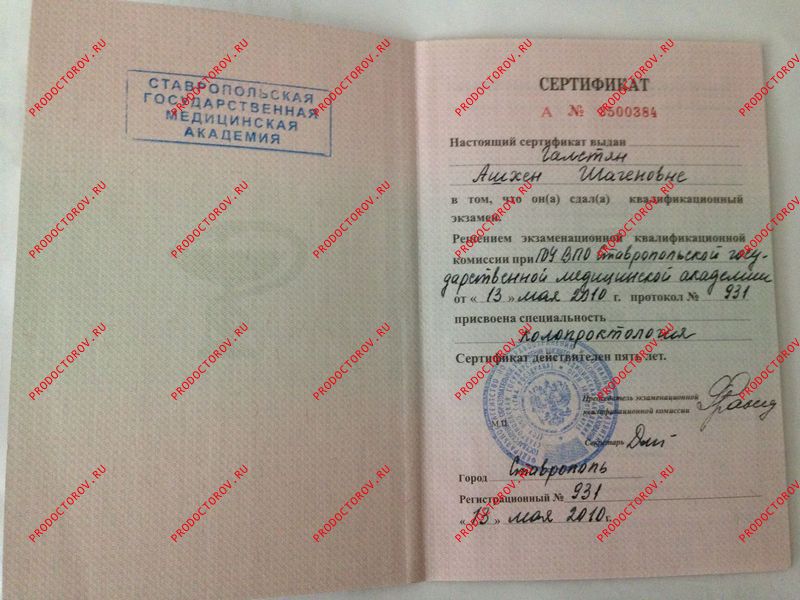 СТАВРОПОЛЬСКАЯ
ГОСУДАРСТВЕННАЯ
МЕДИЦИНСКАЯ
АКАДЕМИЯ
СЕРТИФИКАТ
А № 3500384
Настоящий сертификат выдан
Галстян
Ашхен Шагеновне
в том, что он(а) сдал(а) квалификационный
экзамен.
Решением экзаменационной квалификационной
комиссии при ГОУ ВПО Ставропольской госу-
дарственной медицинской академии
от « 13 » мая 2010 г. протокол № 931
присвоена специальность
колопроктология
Сертификат действителен пять лет.
Председатель экзаменационной
квалификационной комиссии
М.П.
Секретарь
Город Ставрополь
Регистрационный № 931
« 13 » мая 2010 г.
PRODOCTOROV.RU